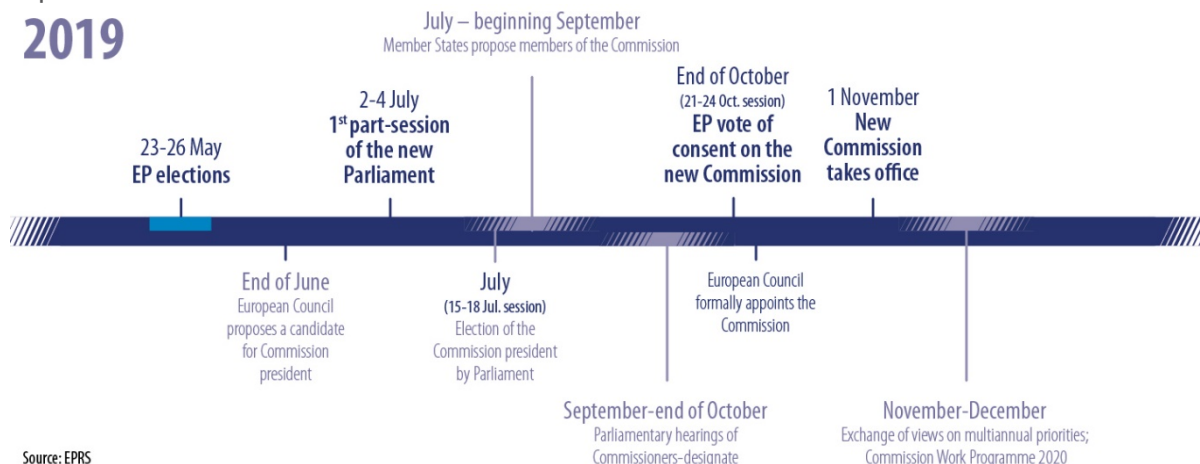 2019
July – beginning September
Member States propose members of the Commission
23-26 May
EP elections
2-4 July
1st part-session
of the new
Parliament
End of October
(21-24 Oct. session)
EP vote of
consent on the
new Commission
1 November
New
Commission
takes office
End of June
European Council
proposes a candidate
for Commission
president
July
(15-18 Jul. session)
Election of the
Commission president
by Parliament
European Council
formally appoints the
Commission
September-end of October
Parliamentary hearings of
Commissioners-designate
November-December
Exchange of views on multiannual priorities;
Commission Work Programme 2020
Source: EPRS